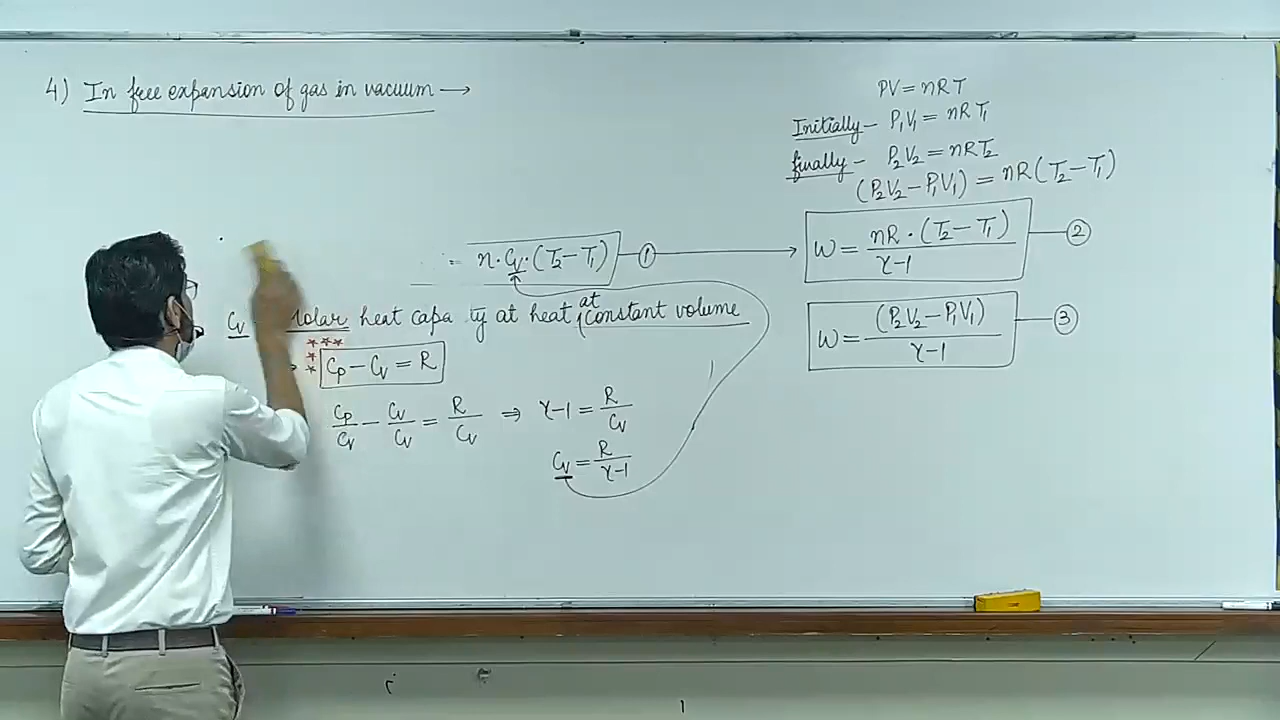 4) In free expansion of gas in vacuum →
PV = nRT
Initially – P₁V₁ = nRT₁
finally – P₂V₂ = nRT₂
(P₂V₂ – P₁V₁) = nR(T₂ – T₁)
= n·Cᵥ·(T₂ – T₁) ①
W = nR·(T₂ – T₁) / γ–1 ②
Cᵥ heat capa ty at heat (at constant volume
W = (P₂V₂ – P₁V₁) / γ–1 ③
*** ** Cₚ – Cᵥ = R
Cₚ/Cᵥ – Cᵥ/Cᵥ = R/Cᵥ ⇒ γ–1 = R/Cᵥ
Cᵥ = R/γ–1